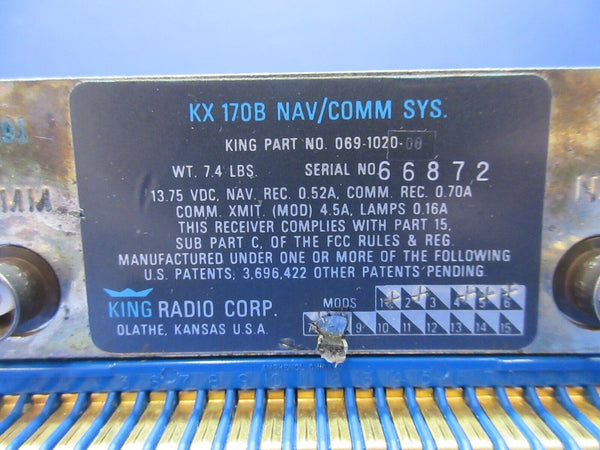 KX 170B NAV/COMM SYS.
KING PART NO. 069-1020-00
WT. 7.4 LBS. SERIAL NO 66872
13.75 VDC, NAV. REC. 0.52A, COMM. REC. 0.70A
COMM. XMIT. (MOD) 4.5A, LAMPS 0.16A
THIS RECEIVER COMPLIES WITH PART 15,
SUB PART C, OF THE FCC RULES & REG.
MANUFACTURED UNDER ONE OR MORE OF THE FOLLOWING
U.S. PATENTS; 3,696,422 OTHER PATENTS PENDING.
KING RADIO CORP.
OLATHE, KANSAS U.S.A.
MODS 1 2 3 4 5 6
7 9 10 11 12 13 14 15
91
MM